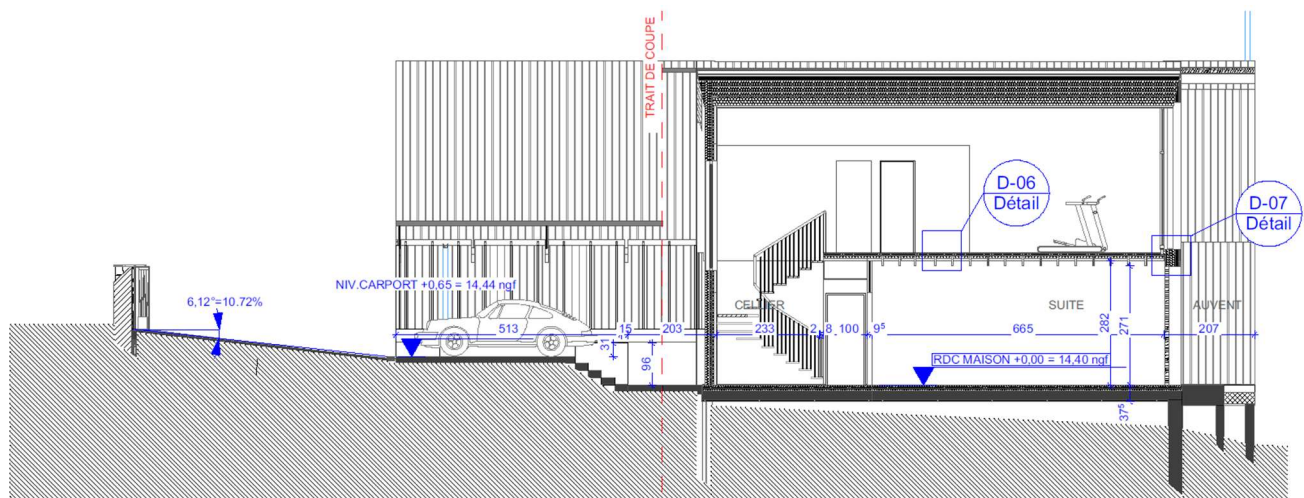 TRAIT DE COUPE
D-06
Détail
D-07
Détail
6,12°=10.72%
NIV.CARPORT +0,65 = 14,44 ngf
CELLIER
SUITE
AUVENT
513
15
203
233
2
8
100
9⁵
665
207
31
96
282
271
RDC MAISON +0,00 = 14,40 ngf
37⁵